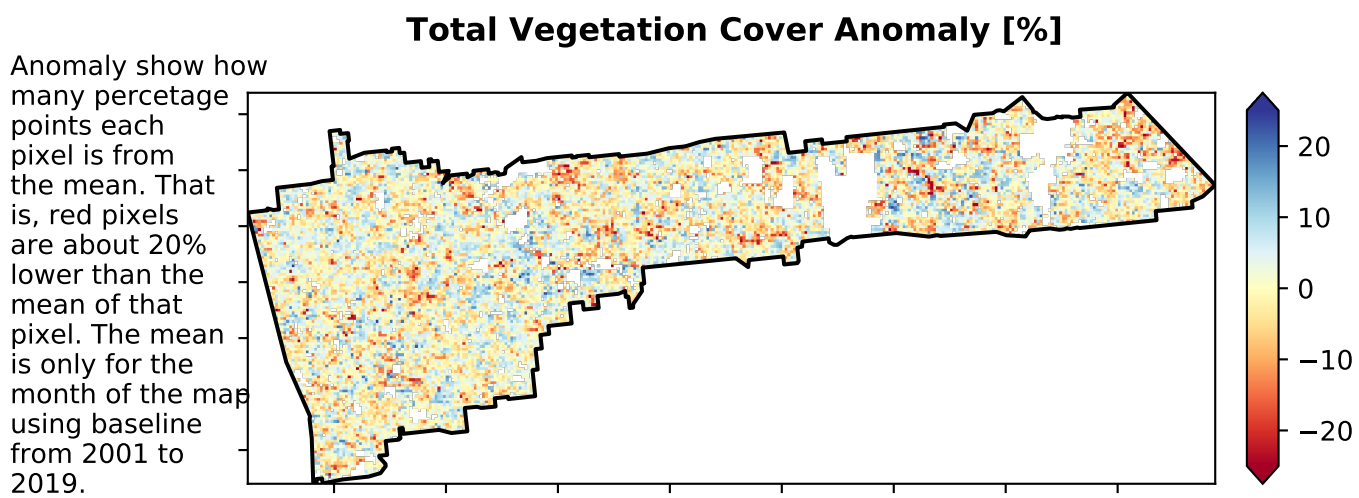 Total Vegetation Cover Anomaly [%]
Anomaly show how
many percetage
points each
pixel is from
the mean. That
is, red pixels
are about 20%
lower than the
mean of that
pixel. The mean
is only for the
month of the map
using baseline
from 2001 to
2019.
20
10
0
−10
−20